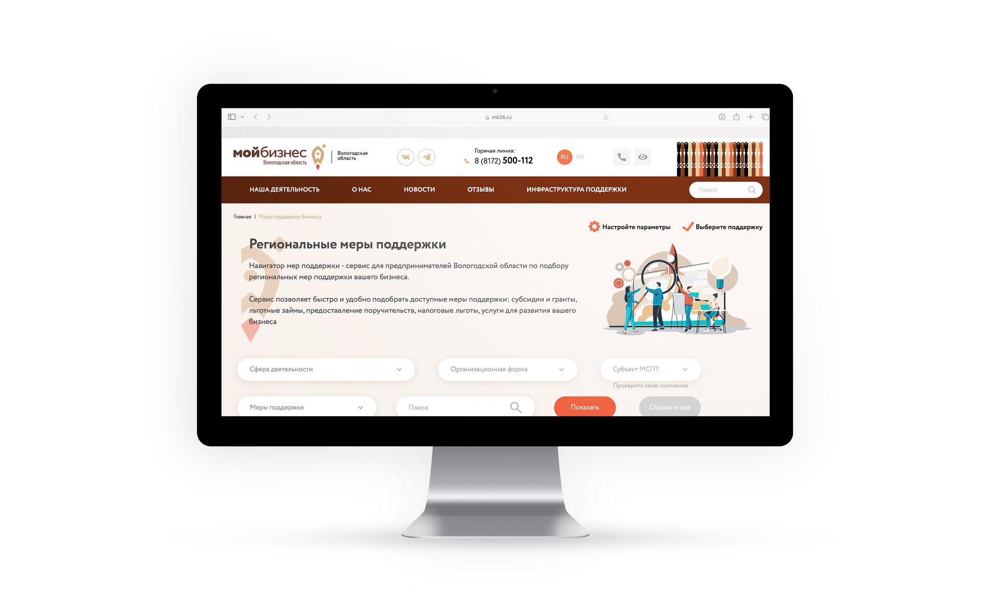 mb35.ru
мойбизнес
Вологодская область
Вологодская
область
Горячая линия:
8 (8172) 500-112
RU EN
НАША ДЕЯТЕЛЬНОСТЬ О НАС НОВОСТИ ОТЗЫВЫ ИНФРАСТРУКТУРА ПОДДЕРЖКИ Поиск
Главная | Меры поддержки бизнеса
Настройте параметры Выберите поддержку
Региональные меры поддержки
Навигатор мер поддержки - сервис для предпринимателей Вологодской области по подбору
региональных мер поддержки вашего бизнеса.
Сервис позволяет быстро и удобно подобрать доступные меры поддержки: субсидии и гранты,
льготные займы, предоставление поручительств, налоговые льготы, услуги для развития вашего
бизнеса
Сфера деятельности Организационная форма Субъект МСП?
Проверить свою компанию
Меры поддержки Поиск Показать Сбросить все